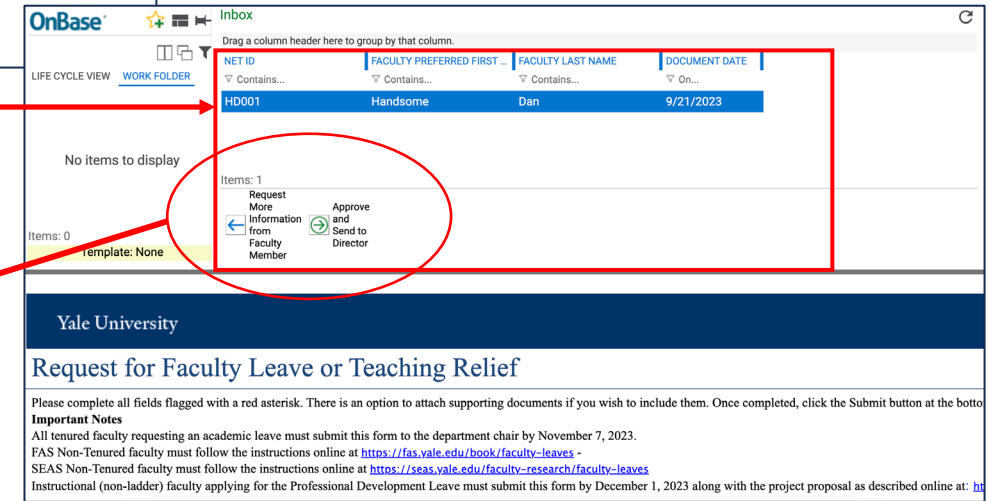 OnBase®
Inbox
Drag a column header here to group by that column.
LIFE CYCLE VIEW WORK FOLDER
NET ID FACULTY PREFERRED FIRST ... FACULTY LAST NAME DOCUMENT DATE
Contains... Contains... Contains... On...
HD001 Handsome Dan 9/21/2023
No items to display
Items: 1
Request
More
Information
from
Faculty
Member
Approve
and
Send to
Director
Items: 0
Template: None
Yale University
Request for Faculty Leave or Teaching Relief
Please complete all fields flagged with a red asterisk. There is an option to attach supporting documents if you wish to include them. Once completed, click the Submit button at the botto
Important Notes
All tenured faculty requesting an academic leave must submit this form to the department chair by November 7, 2023.
FAS Non-Tenured faculty must follow the instructions online at https://fas.yale.edu/book/faculty-leaves -
SEAS Non-Tenured faculty must follow the instructions online at https://seas.yale.edu/faculty-research/faculty-leaves
Instructional (non-ladder) faculty applying for the Professional Development Leave must submit this form by December 1, 2023 along with the project proposal as described online at: ht